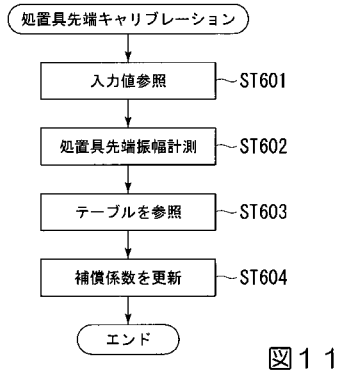 処置具先端キャリブレーション
入力値参照
ST601
処置具先端振幅計測
ST602
テーブルを参照
ST603
補償係数を更新
ST604
エンド
図11